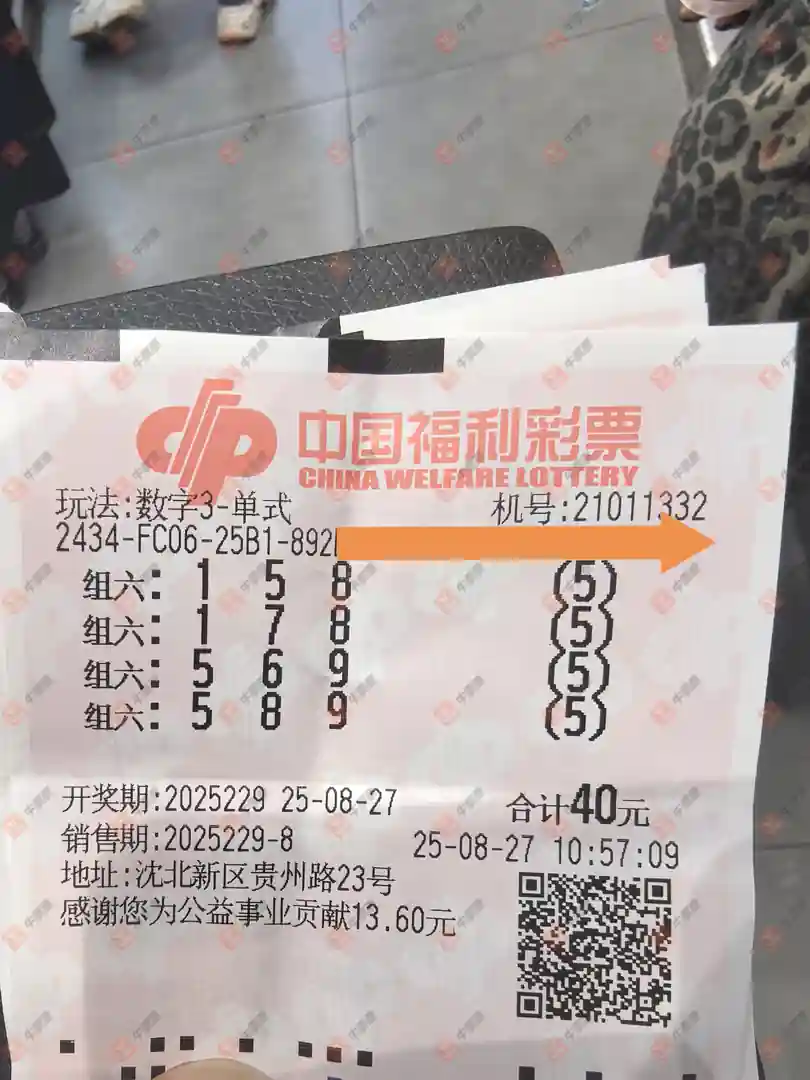 中国福利彩票
CHINA WELFARE LOTTERY
玩法:数字3-单式 机号:21011332
2434-FC06-25B1-892
组六: 1 5 8 (5)
组六: 1 7 8 (5)
组六: 5 6 9 (5)
组六: 5 8 9 (5)
开奖期:2025229 25-08-27 合计40元
销售期:2025229-8 25-08-27 10:57:09
地址:沈北新区贵州路23号
感谢您为公益事业贡献13.60元